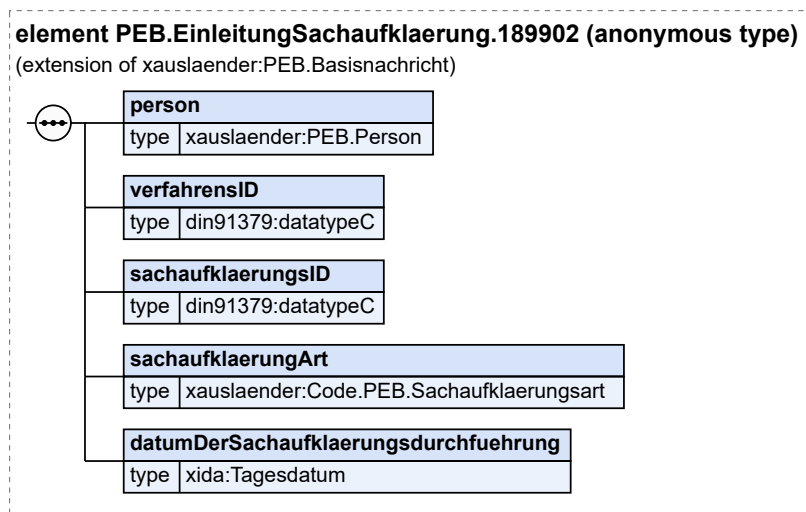 element PEB.EinleitungSachaufklaerung.189902 (anonymous type)
(extension of xauslaender:PEB.Basisnachricht)
person
type xauslaender:PEB.Person
verfahrensID
type din91379:datatypeC
sachaufklaerungsID
type din91379:datatypeC
sachaufklaerungArt
type xauslaender:Code.PEB.Sachaufklaerungsart
datumDerSachaufklaerungsdurchfuehrung
type xida:Tagesdatum